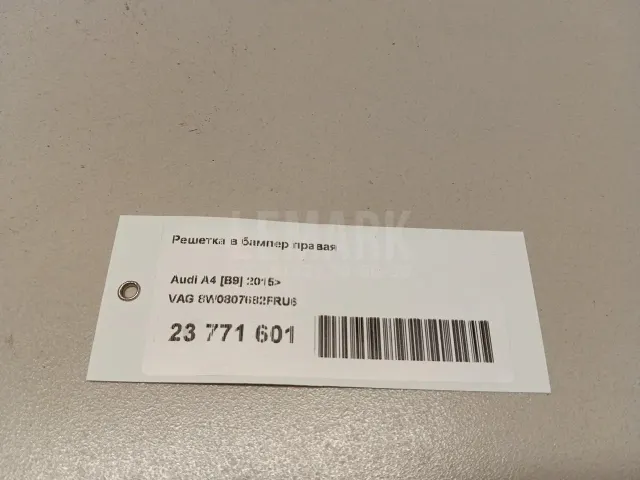 LEMARK
Решетка в бампер правая
Audi A4 [B9] 2015>
VAG 8W0807682FRU6
23 771 601